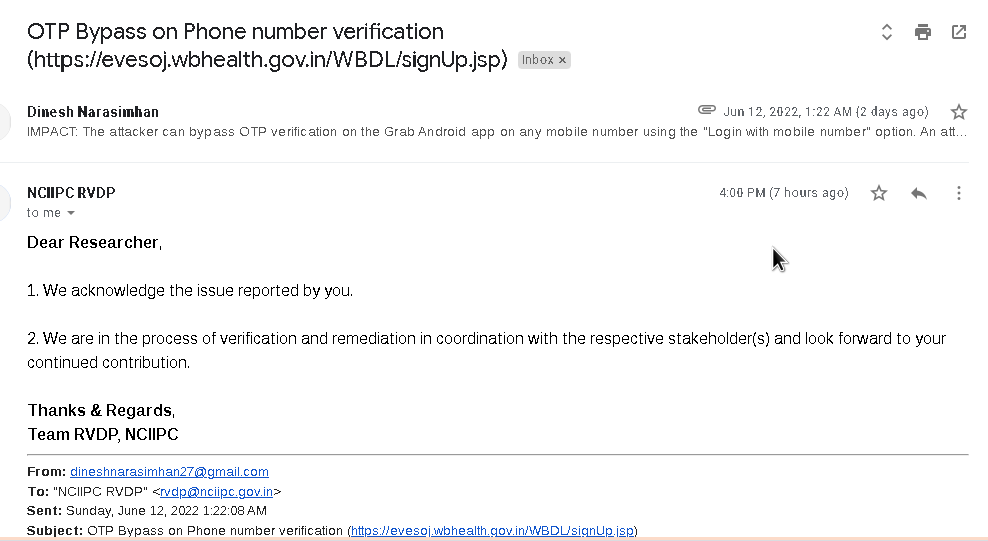 OTP Bypass on Phone number verification
(https://evesoj.wbhealth.gov.in/WBDL/signUp.jsp) Inbox ×
Dinesh Narasimhan Jun 12, 2022, 1:22 AM (2 days ago)
IMPACT: The attacker can bypass OTP verification on the Grab Android app on any mobile number using the "Login with mobile number" option. An att...
NCIIPC RVDP 4:00 PM (7 hours ago)
to me
Dear Researcher,
1. We acknowledge the issue reported by you.
2. We are in the process of verification and remediation in coordination with the respective stakeholder(s) and look forward to your
continued contribution.
Thanks & Regards,
Team RVDP, NCIIPC
From: dineshnarasimhan27@gmail.com
To: "NCIIPC RVDP" <rvdp@nciipc.gov.in>
Sent: Sunday, June 12, 2022 1:22:08 AM
Subject: OTP Bypass on Phone number verification (https://evesoj.wbhealth.gov.in/WBDL/signUp.jsp)